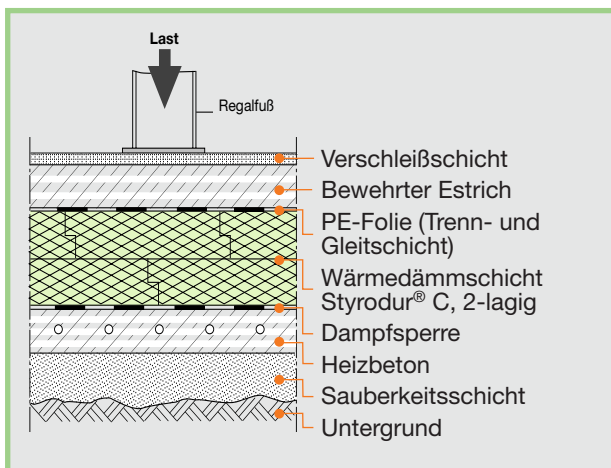 Last
Regalfuß
Verschleißschicht
Bewehrter Estrich
PE-Folie (Trenn- und
Gleitschicht)
Wärmedämmschicht
Styrodur® C, 2-lagig
Dampfsperre
Heizbeton
Sauberkeitsschicht
Untergrund